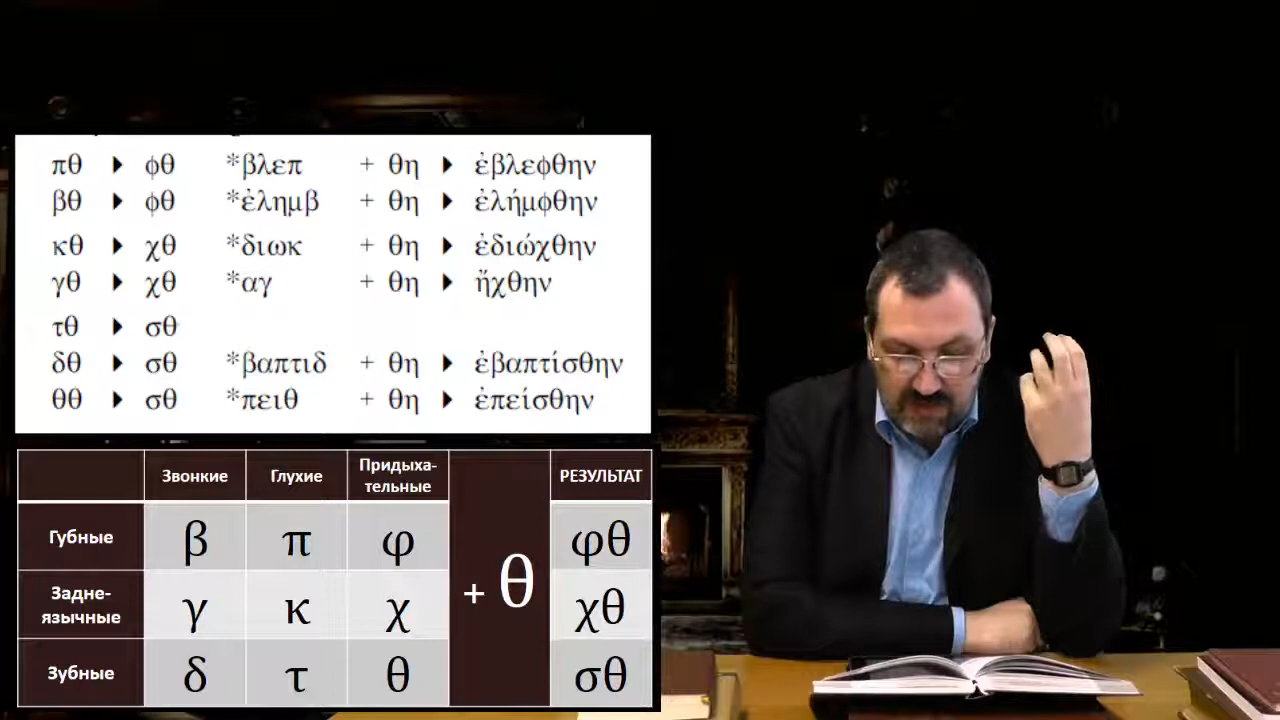 πθ ▶ φθ *βλεπ + θη ▶ ἐβλεφθην
βθ ▶ φθ *ἐλημβ + θη ▶ ἐλήμφθην
κθ ▶ χθ *διωκ + θη ▶ ἐδιώχθην
γθ ▶ χθ *αγ + θη ▶ ἤχθην
τθ ▶ σθ
δθ ▶ σθ *βαπτιδ + θη ▶ ἐβαπτίσθην
θθ ▶ σθ *πειθ + θη ▶ ἐπείσθην
Звонкие Глухие Придыха-
тельные РЕЗУЛЬТАТ
Губные β π φ φθ
Задне-
язычные γ κ χ + θ χθ
Зубные δ τ θ σθ